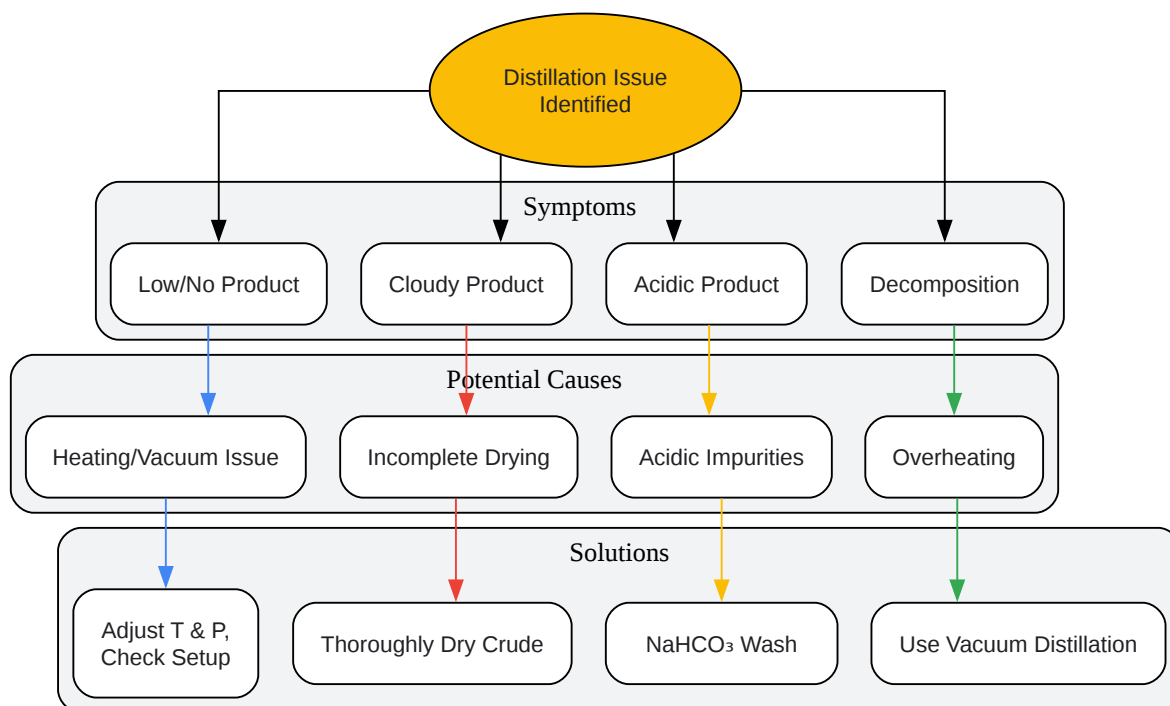 Distillation Issue
Identified
Symptoms
Low/No Product
Cloudy Product
Acidic Product
Decomposition
Potential Causes
Heating/Vacuum Issue
Incomplete Drying
Acidic Impurities
Overheating
Solutions
Adjust T & P,
Check Setup
Thoroughly Dry Crude
NaHCO₃ Wash
Use Vacuum Distillation